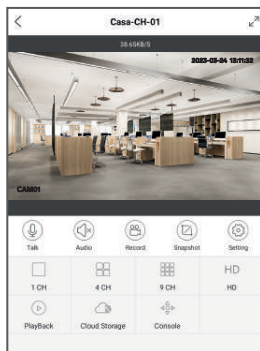 Casa-CH-01
38.65KB/S
2023-03-24 13:11:32
CAM01
Talk Audio Record Snapshot Setting
1 CH 4 CH 9 CH HD HD
PlayBack Cloud Storage Console